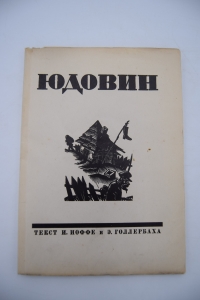 ЮДОВИН
ТЕКСТ И. ИОФФЕ и Э. ГОЛЛЕРБАХА